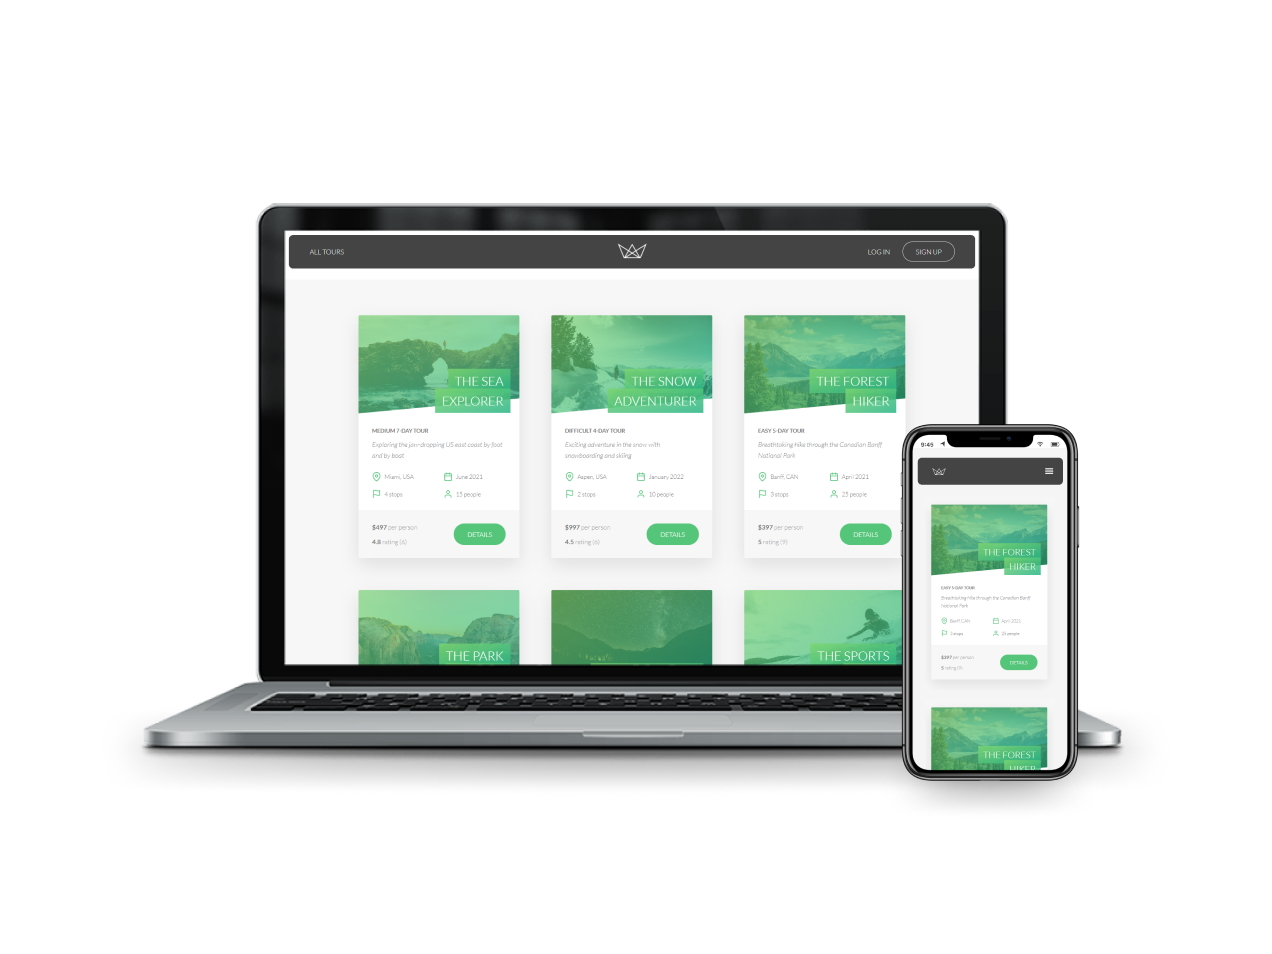 ALL TOURS
LOG IN
SIGN UP
THE SEA
EXPLORER
MEDIUM 7-DAY TOUR
Exploring the jaw-dropping US east coast by foot
and by boat
Miami, USA
June 2021
4 stops
15 people
$497 per person
4.8 rating (6)
DETAILS
THE SNOW
ADVENTURER
DIFFICULT 4-DAY TOUR
Exciting adventure in the snow with
snowboarding and skiing
Aspen, USA
January 2022
2 stops
10 people
$997 per person
4.5 rating (6)
DETAILS
THE FOREST
HIKER
EASY 5-DAY TOUR
Breathtaking hike through the Canadian Banff
National Park
Banff, CAN
April 2021
3 stops
25 people
$397 per person
5 rating (9)
DETAILS
THE PARK
THE SPORTS
9:45
THE FOREST
HIKER
EASY 5-DAY TOUR
Breathtaking hike through the Canadian Banff
National Park
Banff, CAN
April 2021
3 stops
25 people
$397 per person
5 rating (9)
DETAILS
THE FOREST
HIKER